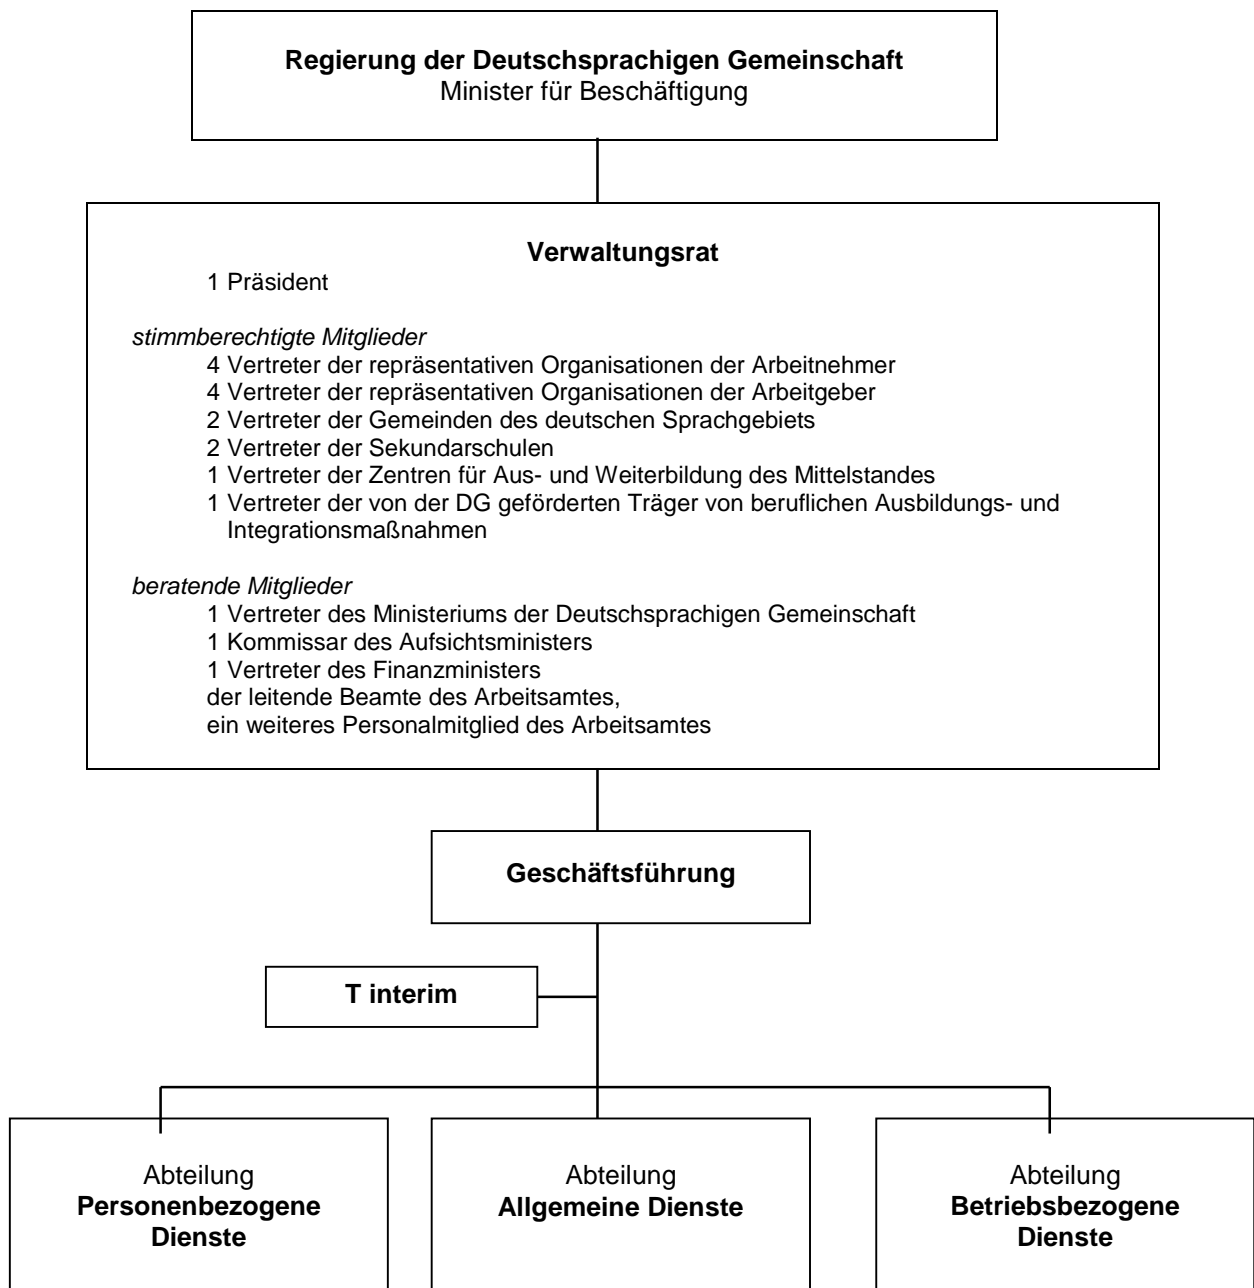 Regierung der Deutschsprachigen Gemeinschaft
Minister für Beschäftigung
Verwaltungsrat
1 Präsident
stimmberechtigte Mitglieder
4 Vertreter der repräsentativen Organisationen der Arbeitnehmer
4 Vertreter der repräsentativen Organisationen der Arbeitgeber
2 Vertreter der Gemeinden des deutschen Sprachgebiets
2 Vertreter der Sekundarschulen
1 Vertreter der Zentren für Aus- und Weiterbildung des Mittelstandes
1 Vertreter der von der DG geförderten Träger von beruflichen Ausbildungs- und
Integrationsmaßnahmen
beratende Mitglieder
1 Vertreter des Ministeriums der Deutschsprachigen Gemeinschaft
1 Kommissar des Aufsichtsministers
1 Vertreter des Finanzministers
der leitende Beamte des Arbeitsamtes,
ein weiteres Personalmitglied des Arbeitsamtes
Geschäftsführung
T interim
Abteilung
Personenbezogene
Dienste
Abteilung
Allgemeine Dienste
Abteilung
Betriebsbezogene
Dienste